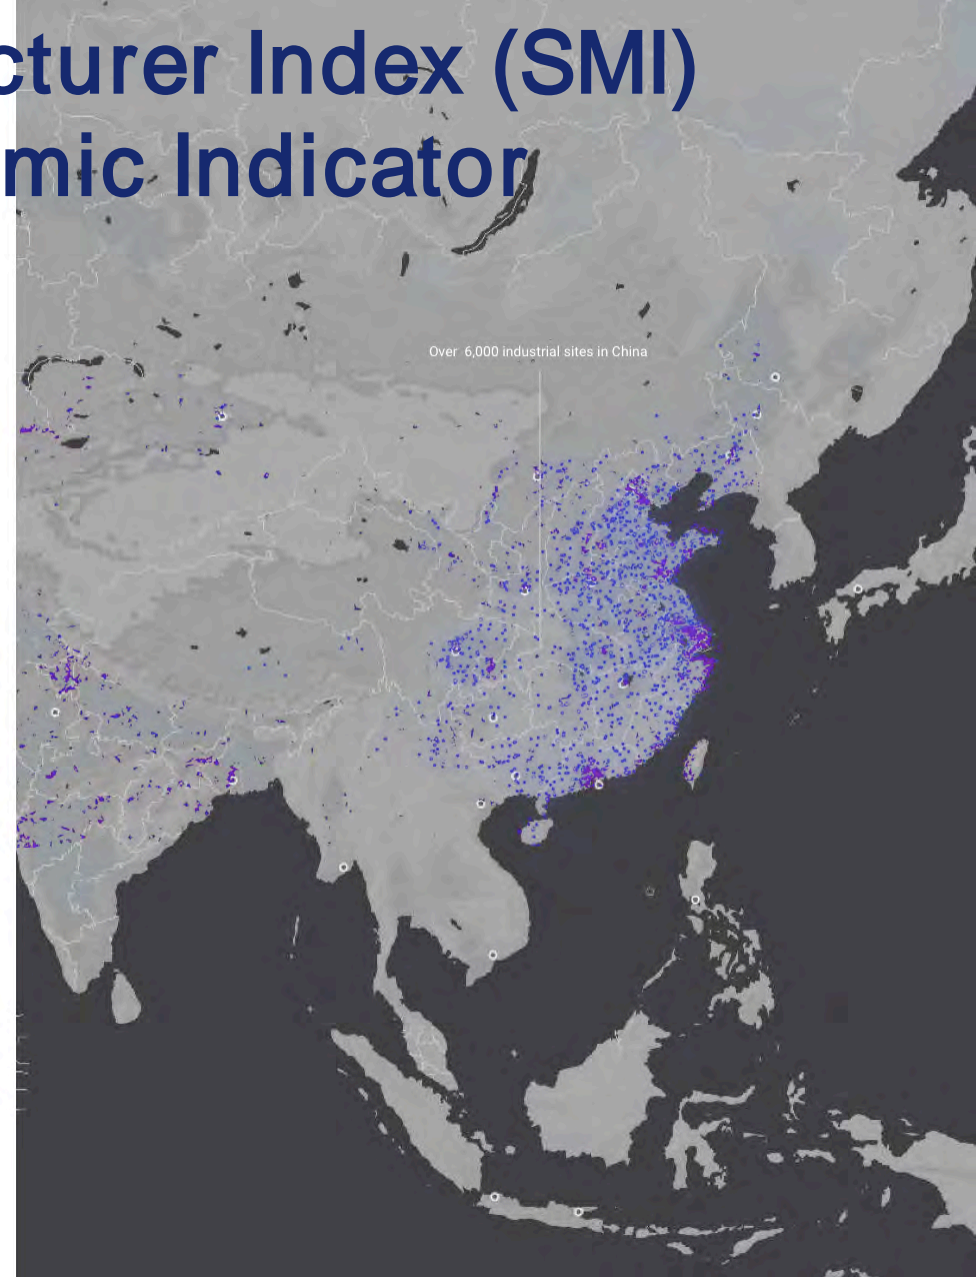 cturer Index (SMI)
mic Indicator
Over 6,000 industrial sites in China